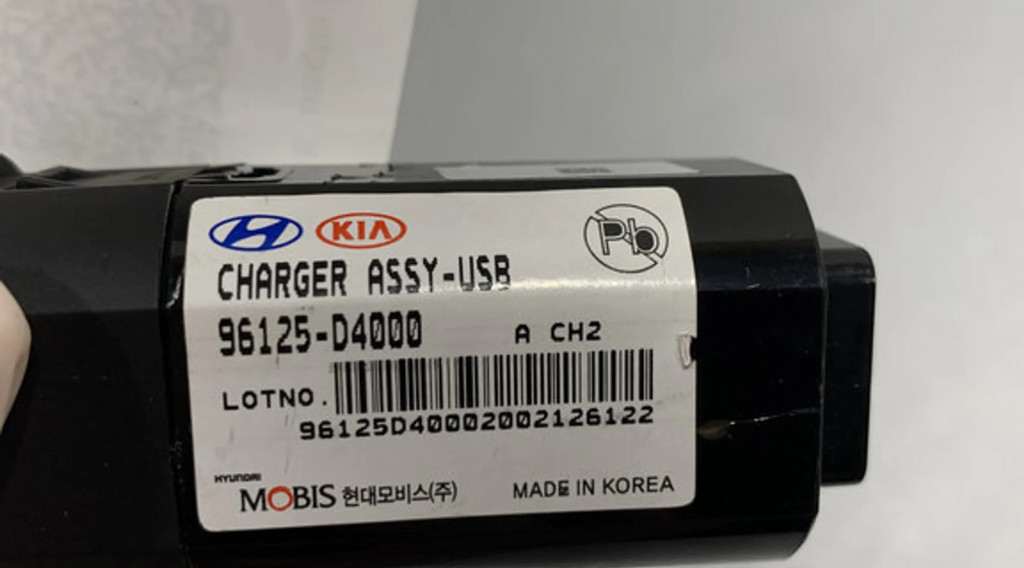 KIA
Pb
CHARGER ASSY-USB
96125-D4000 A CH2
LOTNO.
96125D40002002126122
HYUNDAI
MOBIS 현대모비스(주) MADE IN KOREA